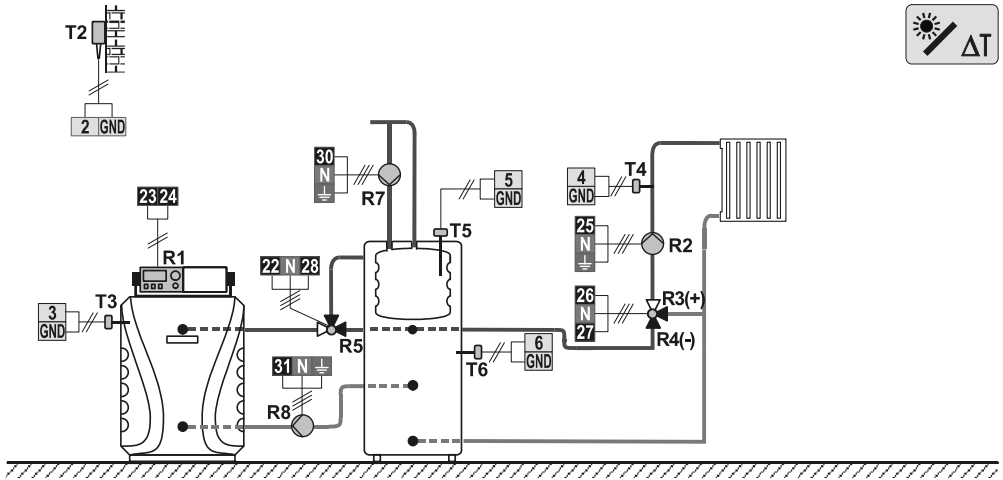 T2
2 GND
ΔT
30
N
R7
5
GND
T5
4
GND
T4
25
N
R2
23 24
R1
22 N 28
R5
26
N
27
R3(+)
R4(-)
3
GND
T3
6
GND
T6
31 N
R8